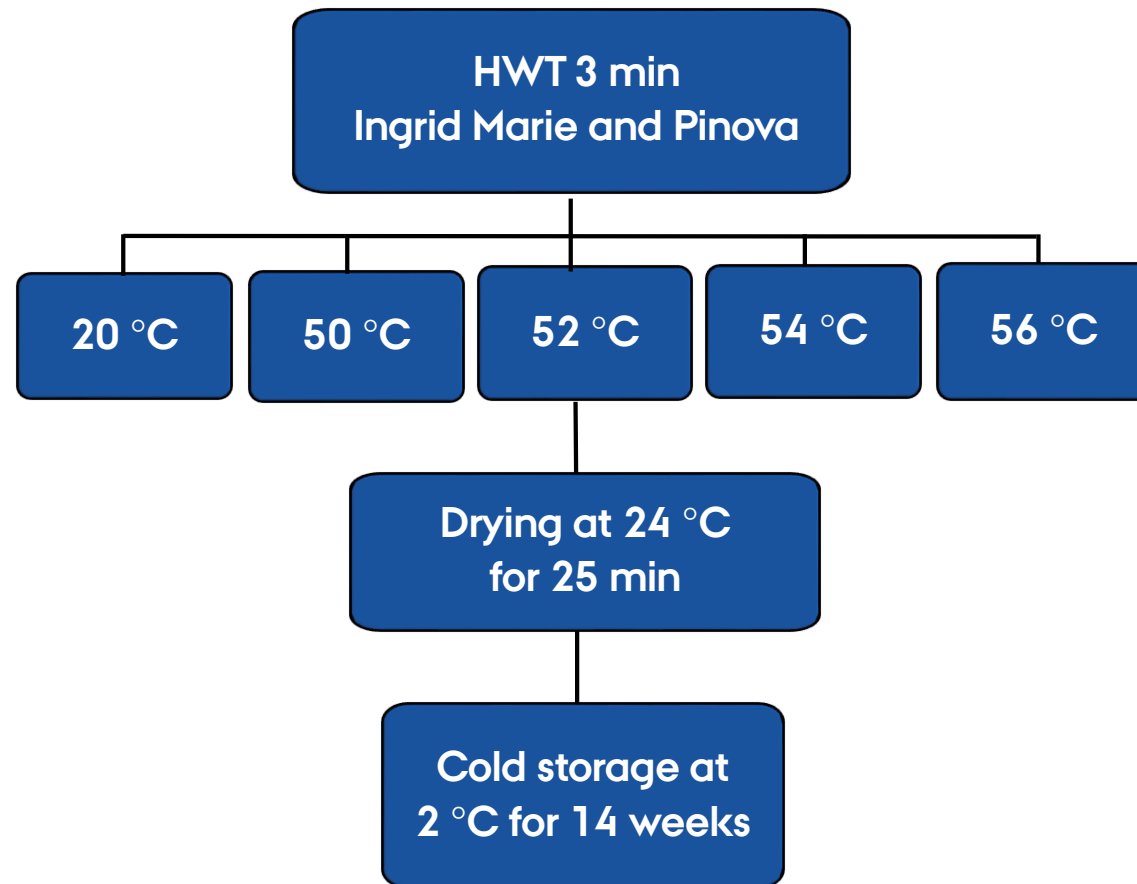 HWT 3 min
Ingrid Marie and Pinova
20 °C
50 °C
52 °C
54 °C
56 °C
Drying at 24 °C
for 25 min
Cold storage at
2 °C for 14 weeks